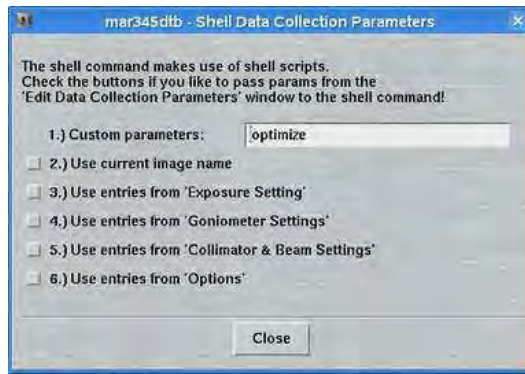 mar345dtb - Shell Data Collection Parameters
The shell command makes use of shell scripts.
Check the buttons if you like to pass params from the
'Edit Data Collection Parameters' window to the shell command!
1.) Custom parameters: optimize
2.) Use current image name
3.) Use entries from 'Exposure Setting'
4.) Use entries from 'Goniometer Settings'
5.) Use entries from 'Collimator & Beam Settings'
6.) Use entries from 'Options'
Close